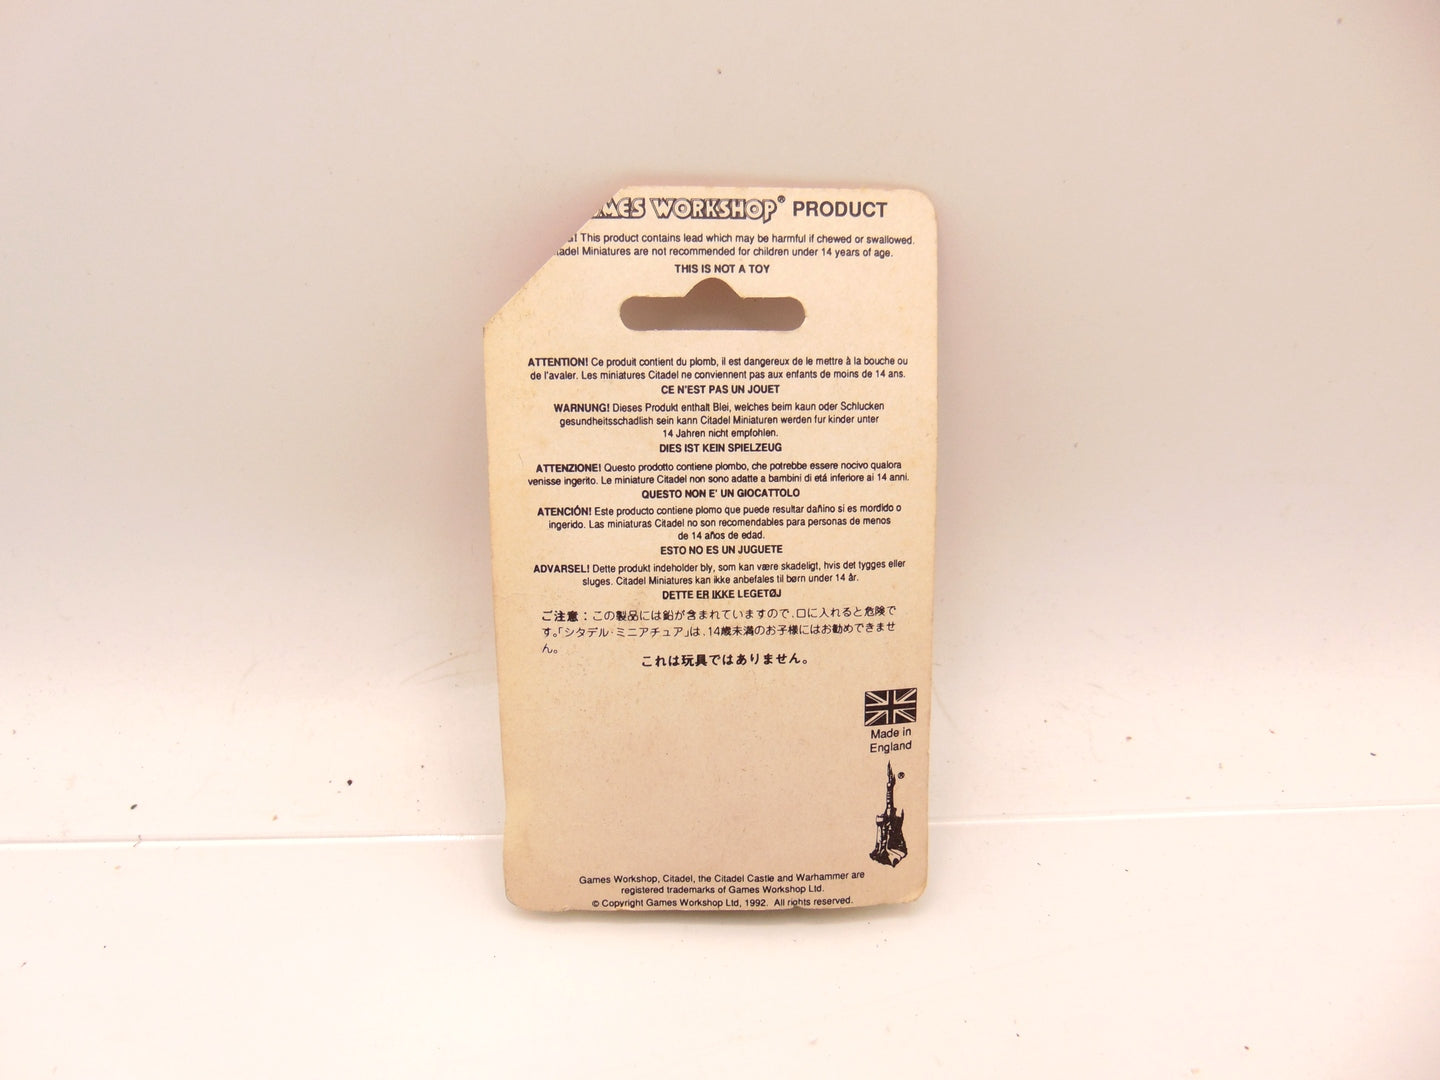 GAMES WORKSHOP® PRODUCT
This product contains lead which may be harmful if chewed or swallowed.
Miniatures are not recommended for children under 14 years of age.
THIS IS NOT A TOY
ATTENTION! Ce produit contient du plomb, il est dangereux de le mettre à la bouche ou
de l'avaler. Les miniatures Citadel ne conviennent pas aux enfants de moins de 14 ans.
CE N'EST PAS UN JOUET
WARNUNG! Dieses Produkt enthalt Blei, welches beim kaun oder Schlucken
gesundheitsschadlish sein kann Citadel Miniaturen werden fur kinder unter
14 Jahren nicht empfohlen.
DIES IST KEIN SPIELZEUG
ATTENZIONE! Questo prodotto contiene plombo, che potrebbe essere nocivo qualora
venisse ingerito. Le miniature Citadel non sono adatte a bambini di etá inferiore ai 14 anni.
QUESTO NON E' UN GIOCATTOLO
ATENCIÓN! Este producto contiene plomo que puede resultar dañino si es mordido o
ingerido. Las miniaturas Citadel no son recomendables para personas de menos
de 14 años de edad.
ESTO NO ES UN JUGUETE
ADVARSEL! Dette produkt indeholder bly, som kan være skadeligt, hvis det tygges eller
sluges. Citadel Miniatures kan ikke anbefales til børn under 14 år.
DETTE ER IKKE LEGETØJ
ご注意：この製品には鉛が含まれていますので、口に入れると危険で
す。「シタデル・ミニアチュア」は、14歳未満のお子様にはお勧めできませ
ん。
これは玩具ではありません。
Made in
England
®
Games Workshop, Citadel, the Citadel Castle and Warhammer are
registered trademarks of Games Workshop Ltd.
© Copyright Games Workshop Ltd, 1992. All rights reserved.